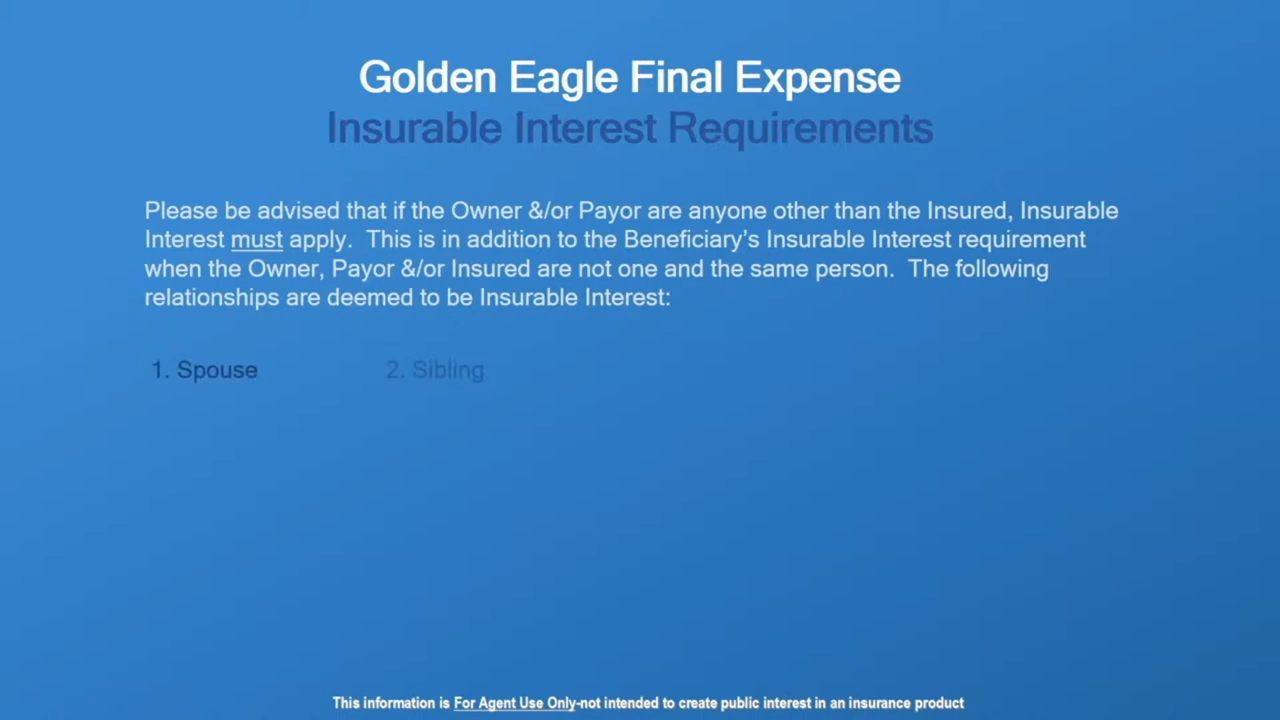 Golden Eagle Final Expense
Insurable Interest Requirements
Please be advised that if the Owner &/or Payor are anyone other than the Insured, Insurable
Interest must apply.  This is in addition to the Beneficiary's Insurable Interest requirement
when the Owner, Payor &/or Insured are not one and the same person.  The following
relationships are deemed to be Insurable Interest:
1. Spouse 2. Sibling
This information is For Agent Use Only-not intended to create public interest in an insurance product